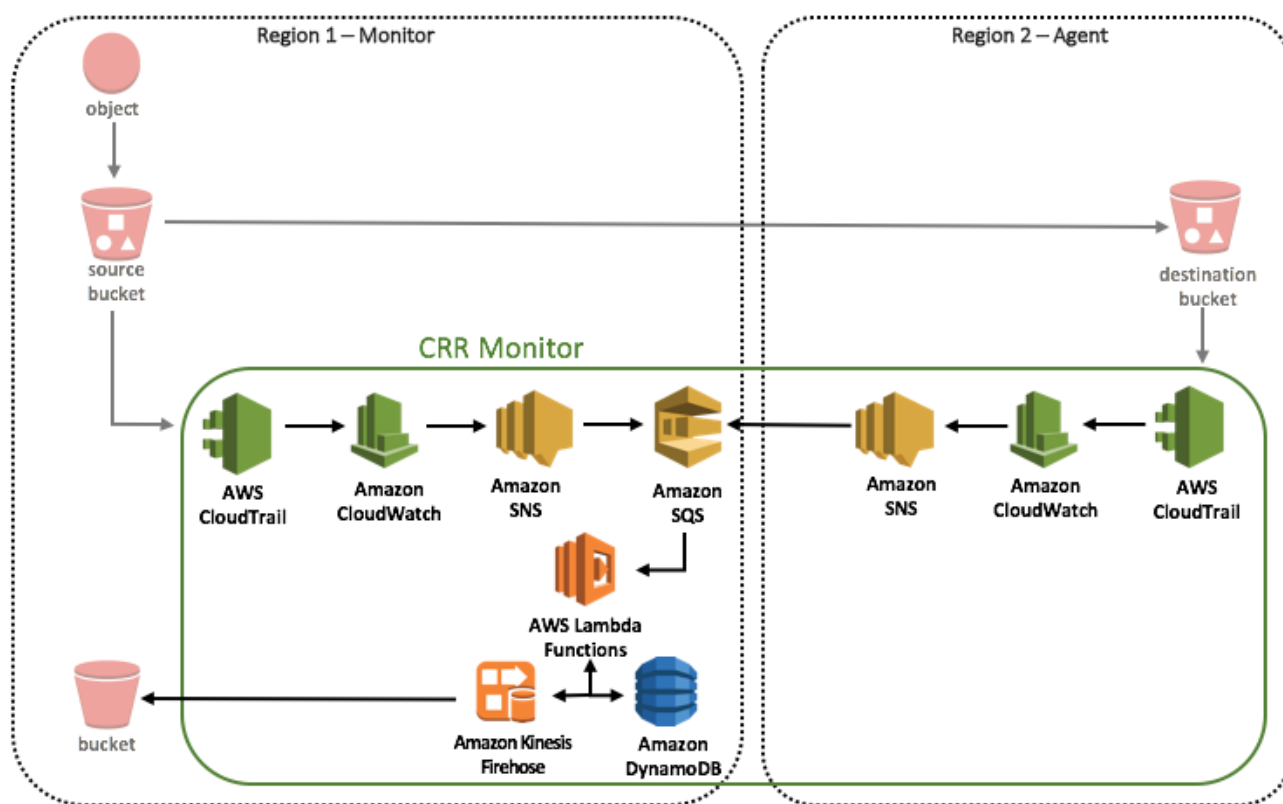 Region 1 – Monitor
Region 2 – Agent
object
source
bucket
destination
bucket
CRR Monitor
AWS
CloudTrail
Amazon
CloudWatch
Amazon
SNS
Amazon
SQS
Amazon
SNS
Amazon
CloudWatch
AWS
CloudTrail
AWS Lambda
Functions
bucket
Amazon Kinesis
Firehose
Amazon
DynamoDB